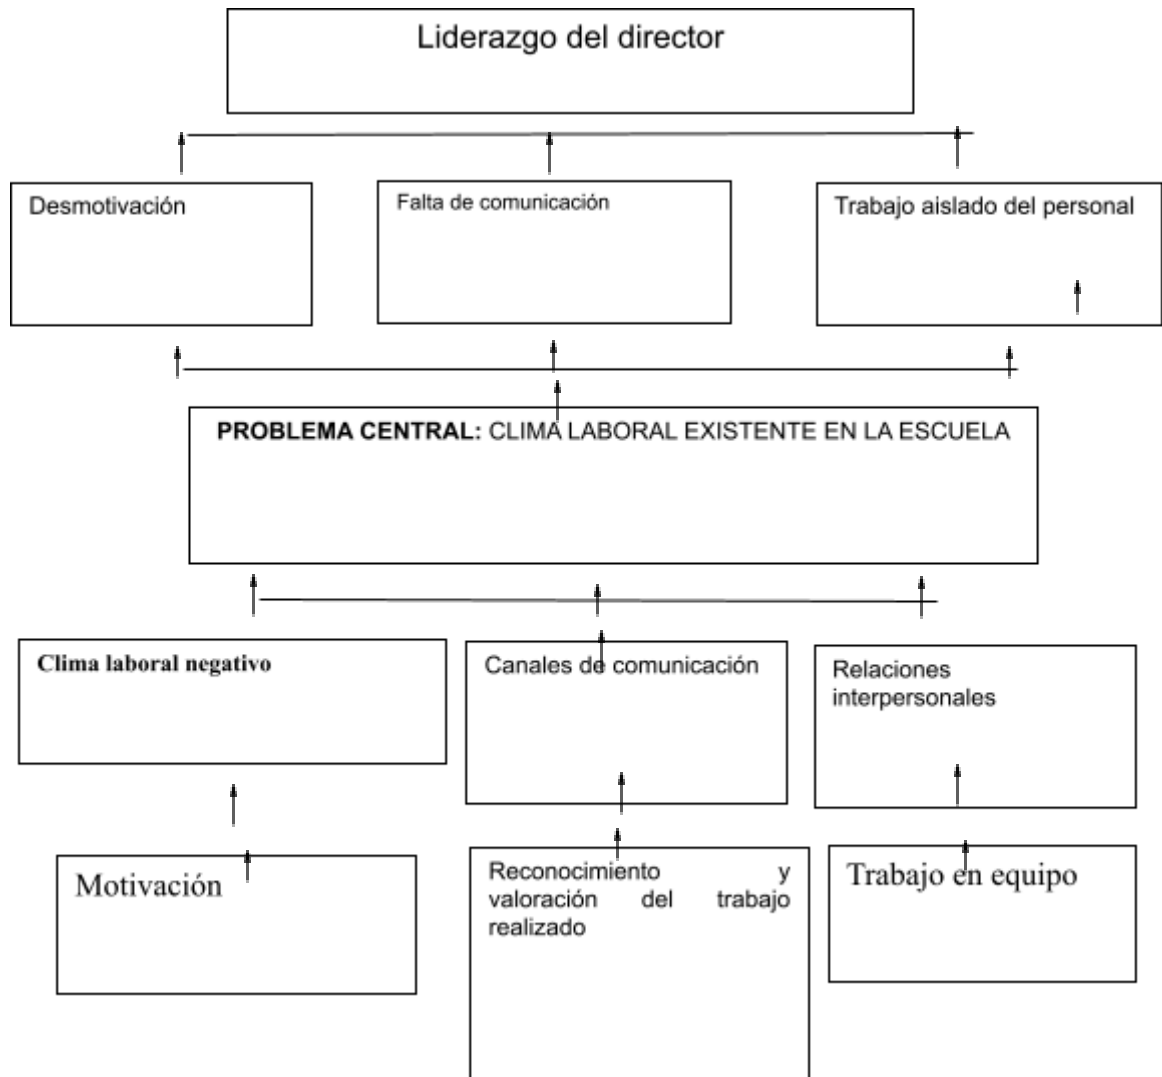 Liderazgo del director
Desmotivación
Falta de comunicación
Trabajo aislado del personal
PROBLEMA CENTRAL: CLIMA LABORAL EXISTENTE EN LA ESCUELA
Clima laboral negativo
Canales de comunicación
Relaciones
interpersonales
Motivación
Reconocimiento y
valoración del trabajo
realizado
Trabajo en equipo